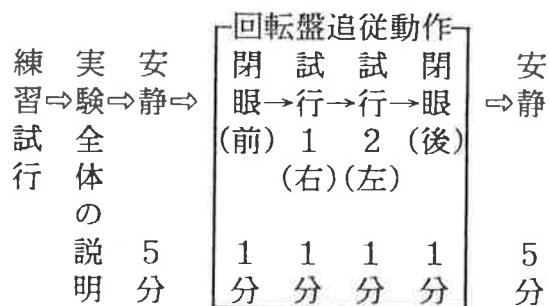 回転盤追従動作
練習試行⇨実験全体の説明⇨安静⇨
5分
閉眼(前)→試行1(右)→試行2(左)→閉眼(後)
1分
1分
1分
1分
⇨安静
5分